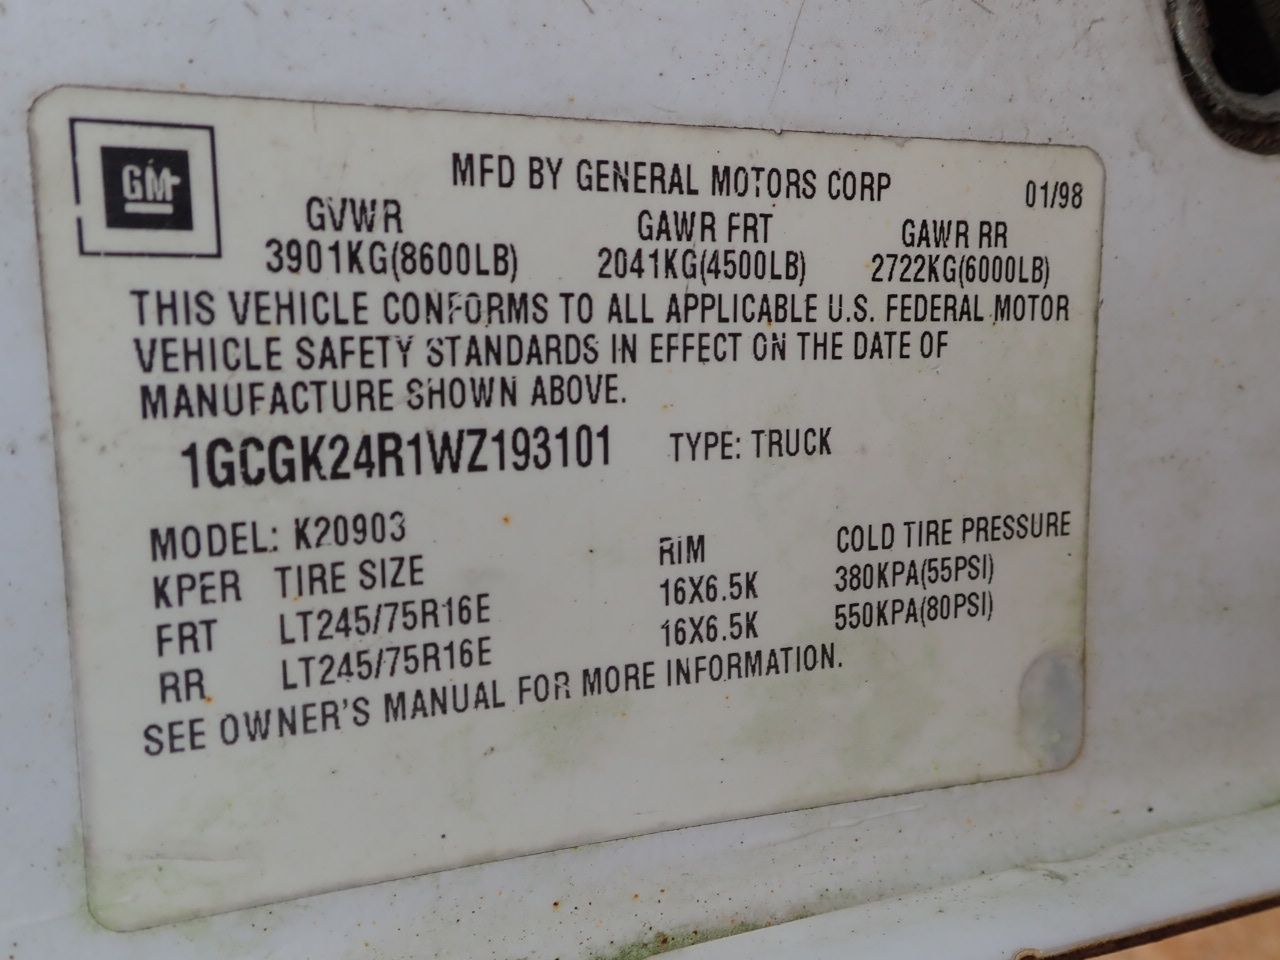 GM
MFD BY GENERAL MOTORS CORP 01/98
GVWR GAWR FRT GAWR RR
3901KG(8600LB) 2041KG(4500LB) 2722KG(6000LB)
THIS VEHICLE CONFORMS TO ALL APPLICABLE U.S. FEDERAL MOTOR
VEHICLE SAFETY STANDARDS IN EFFECT ON THE DATE OF
MANUFACTURE SHOWN ABOVE.
1GCGK24R1WZ193101 TYPE: TRUCK
MODEL: K20903
KPER TIRE SIZE RIM COLD TIRE PRESSURE
FRT LT245/75R16E 16X6.5K 380KPA(55PSI)
RR LT245/75R16E 16X6.5K 550KPA(80PSI)
SEE OWNER'S MANUAL FOR MORE INFORMATION.